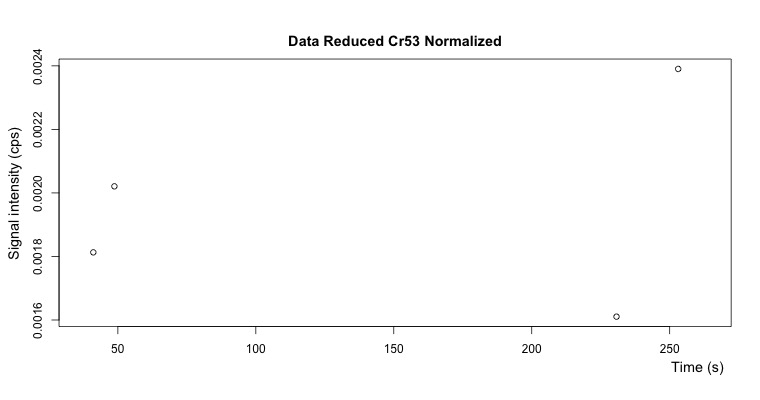 Data Reduced Cr53 Normalized
Signal intensity (cps)
0.0024
0.0022
0.0020
0.0018
0.0016
50 100 150 200 250
Time (s)